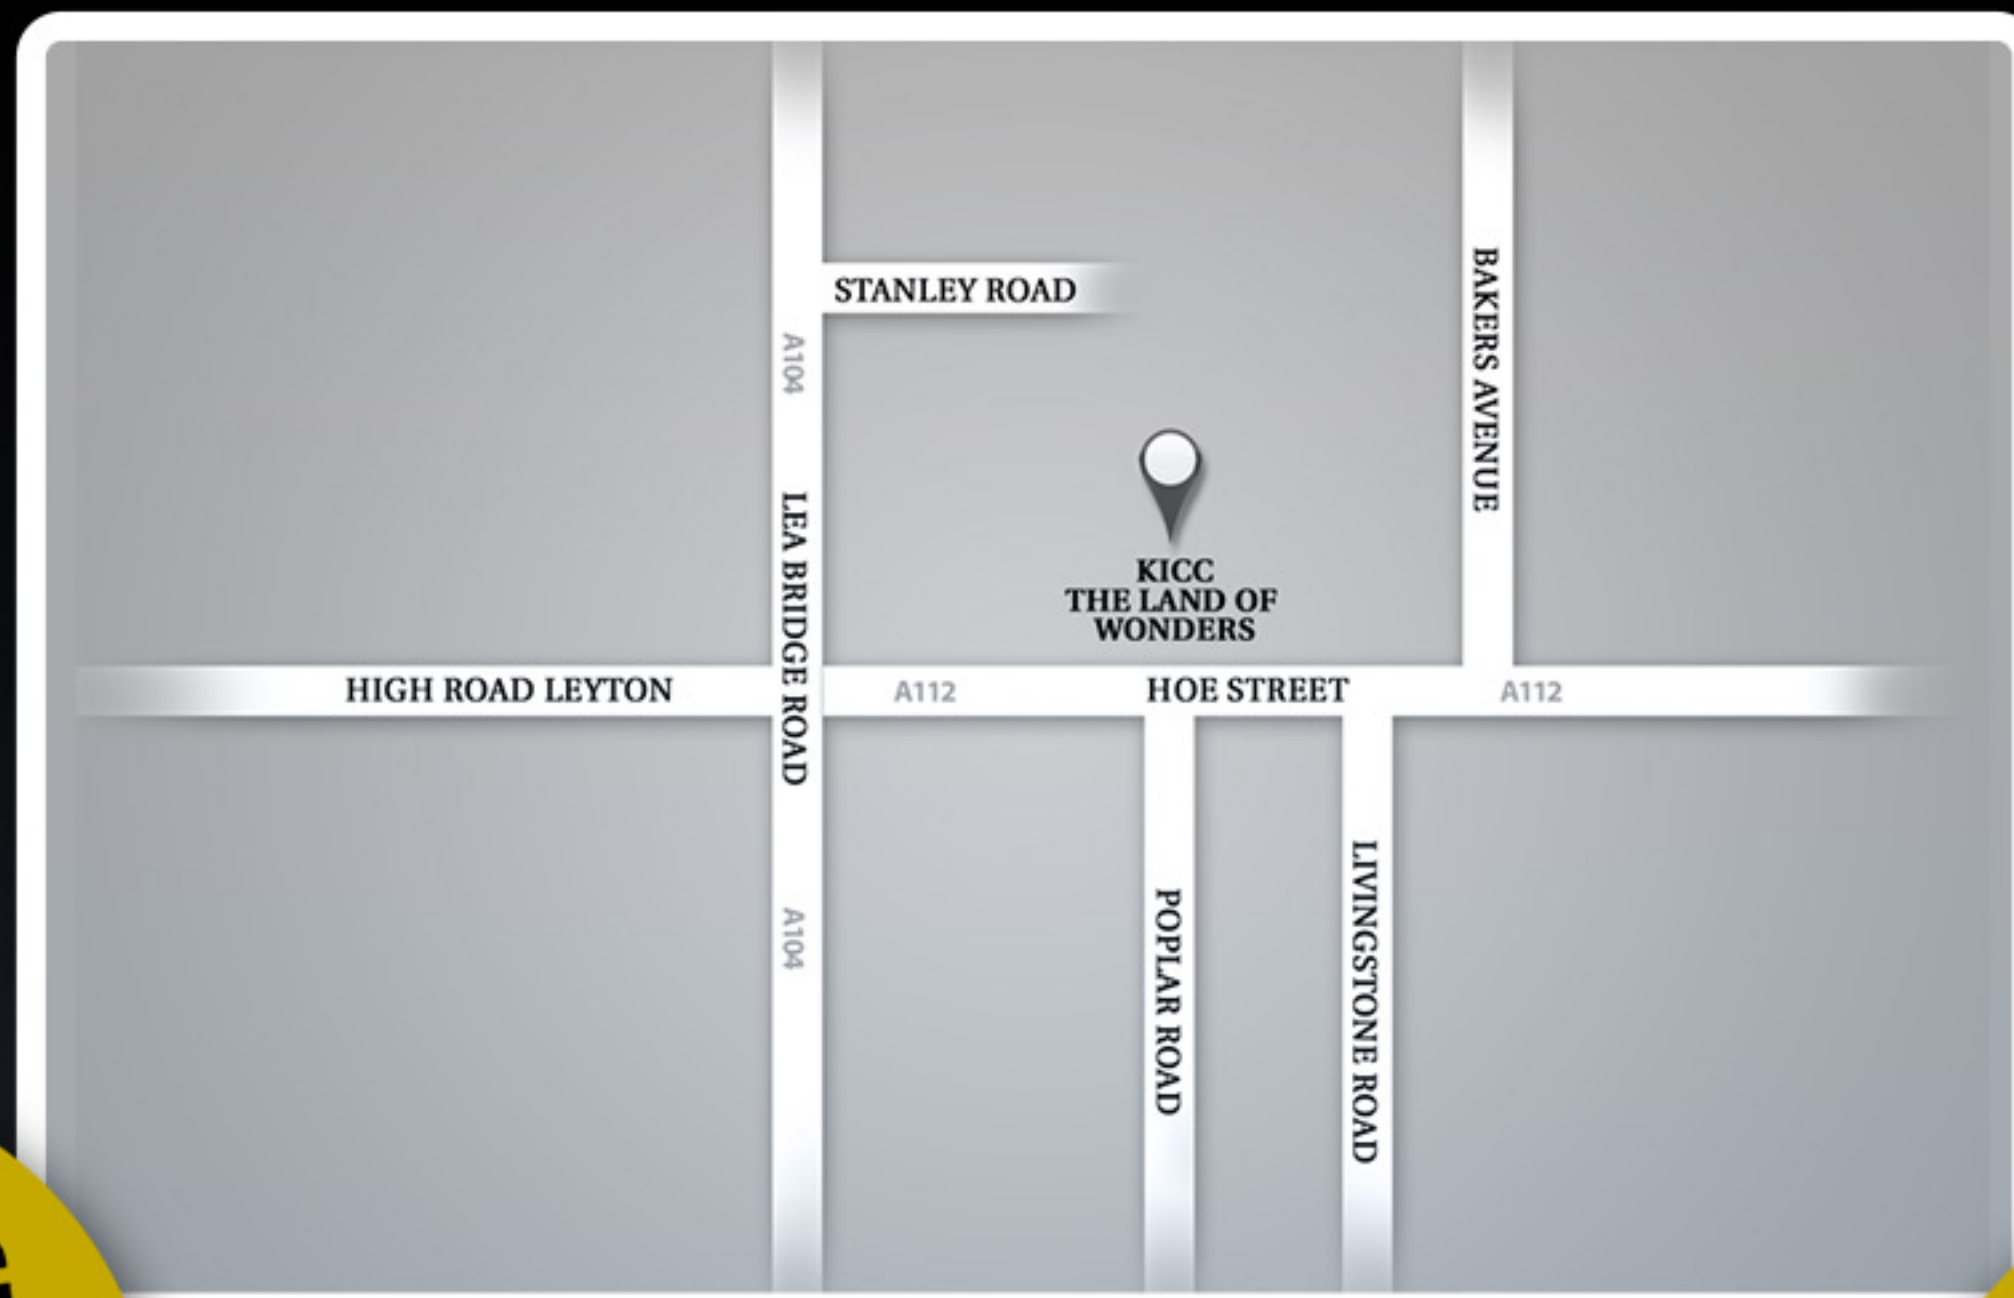 STANLEY ROAD
BAKERS AVENUE
A104
LEA BRIDGE ROAD
KICC
THE LAND OF
WONDERS
HIGH ROAD LEYTON
A112
HOE STREET
A112
A104
POPLAR ROAD
LIVINGSTONE ROAD